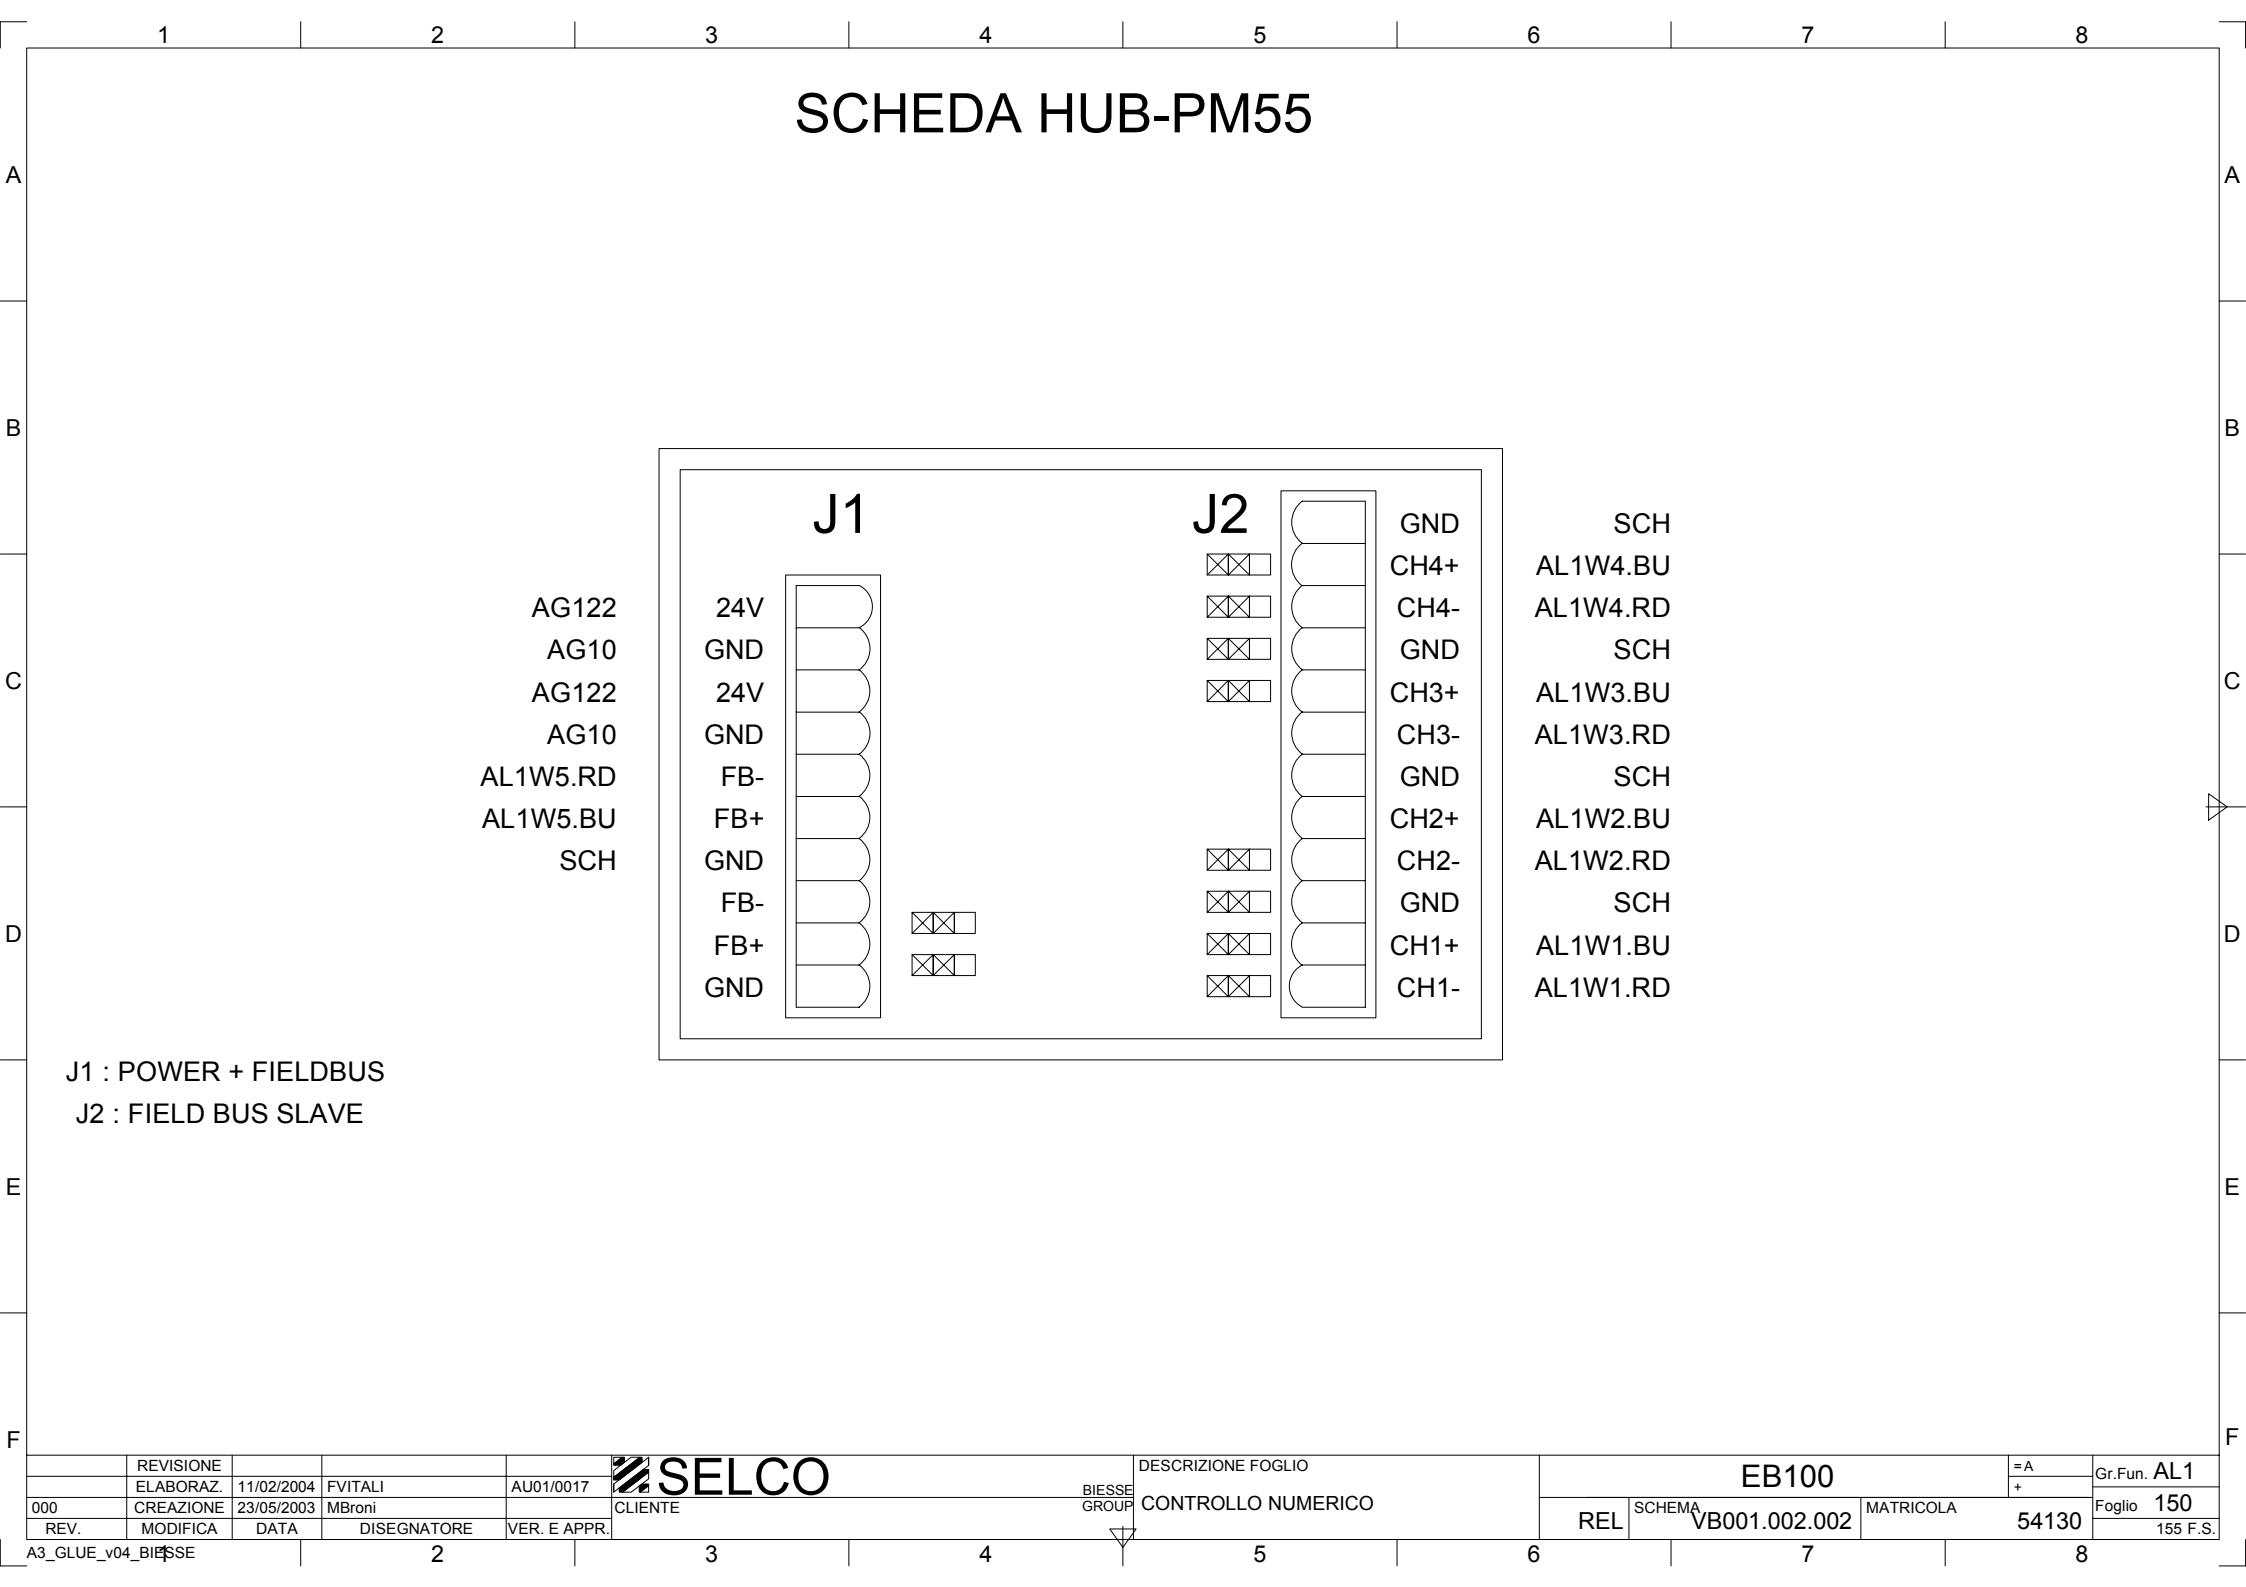 1 2 3 4 5 6 7 8
SCHEDA HUB-PM55
A A
B B
J1 J2 GND SCH
CH4+ AL1W4.BU
AG122 24V CH4- AL1W4.RD
AG10 GND GND SCH
C C
AG122 24V CH3+ AL1W3.BU
AG10 GND CH3- AL1W3.RD
AL1W5.RD FB- GND SCH
AL1W5.BU FB+ CH2+ AL1W2.BU
SCH GND CH2- AL1W2.RD
FB- GND SCH
D D
FB+ CH1+ AL1W1.BU
GND CH1- AL1W1.RD
J1 : POWER + FIELDBUS
J2 : FIELD BUS SLAVE
E E
F F
REVISIONE
ELABORAZ. 11/02/2004 FVITALI AU01/0017
000 CREAZIONE 23/05/2003 MBroni
REV. MODIFICA DATA DISEGNATORE VER. E APPR.
SELCO
CLIENTE
BIESSE
GROUP
DESCRIZIONE FOGLIO
CONTROLLO NUMERICO
EB100
REL SCHEMA VB001.002.002 MATRICOLA 54130
=A
+
Gr.Fun. AL1
Foglio 150
155 F.S.
A3_GLUE_v04_BIESSE
1 2 3 4 5 6 7 8